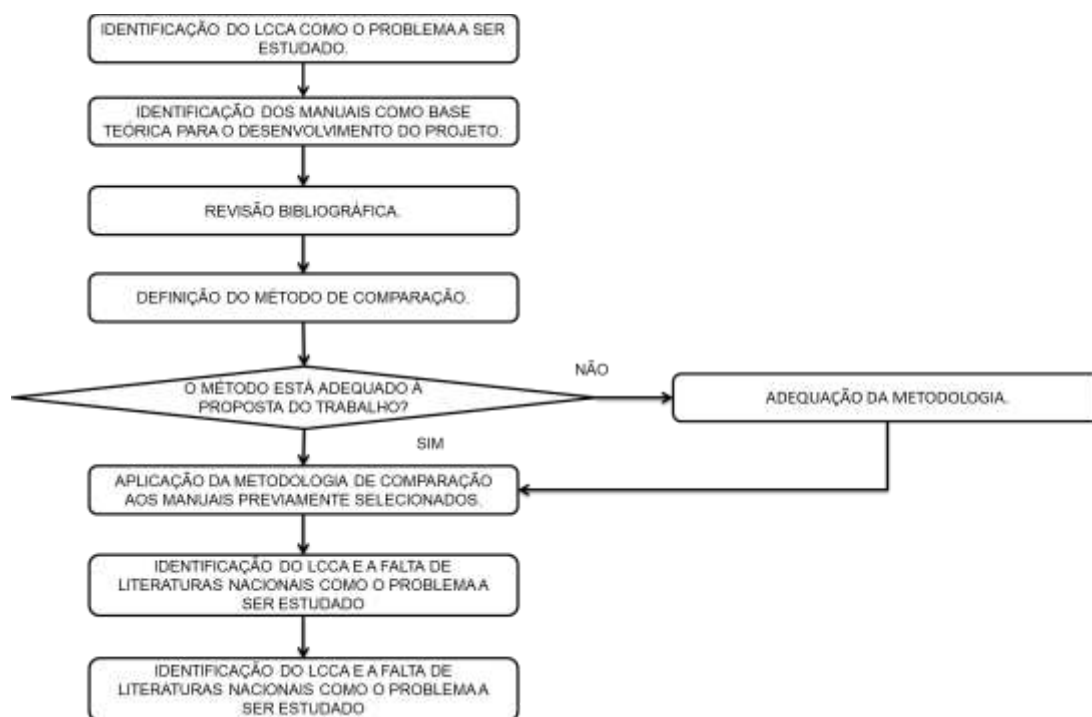 IDENTIFICAÇÃO DO LCCA COMO O PROBLEMA A SER
ESTUDADO.
IDENTIFICAÇÃO DOS MANUAIS COMO BASE
TEÓRICA PARA O DESENVOLVIMENTO DO PROJETO.
REVISÃO BIBLIOGRÁFICA.
DEFINIÇÃO DO MÉTODO DE COMPARAÇÃO.
O MÉTODO ESTÁ ADEQUADO À
PROPOSTA DO TRABALHO?
NÃO
ADEQUAÇÃO DA METODOLOGIA.
SIM
APLICAÇÃO DA METODOLOGIA DE COMPARAÇÃO
AOS MANUAIS PREVIAMENTE SELECIONADOS.
IDENTIFICAÇÃO DO LCCA E A FALTA DE
LITERATURAS NACIONAIS COMO O PROBLEMA A
SER ESTUDADO
IDENTIFICAÇÃO DO LCCA E A FALTA DE
LITERATURAS NACIONAIS COMO O PROBLEMA A
SER ESTUDADO